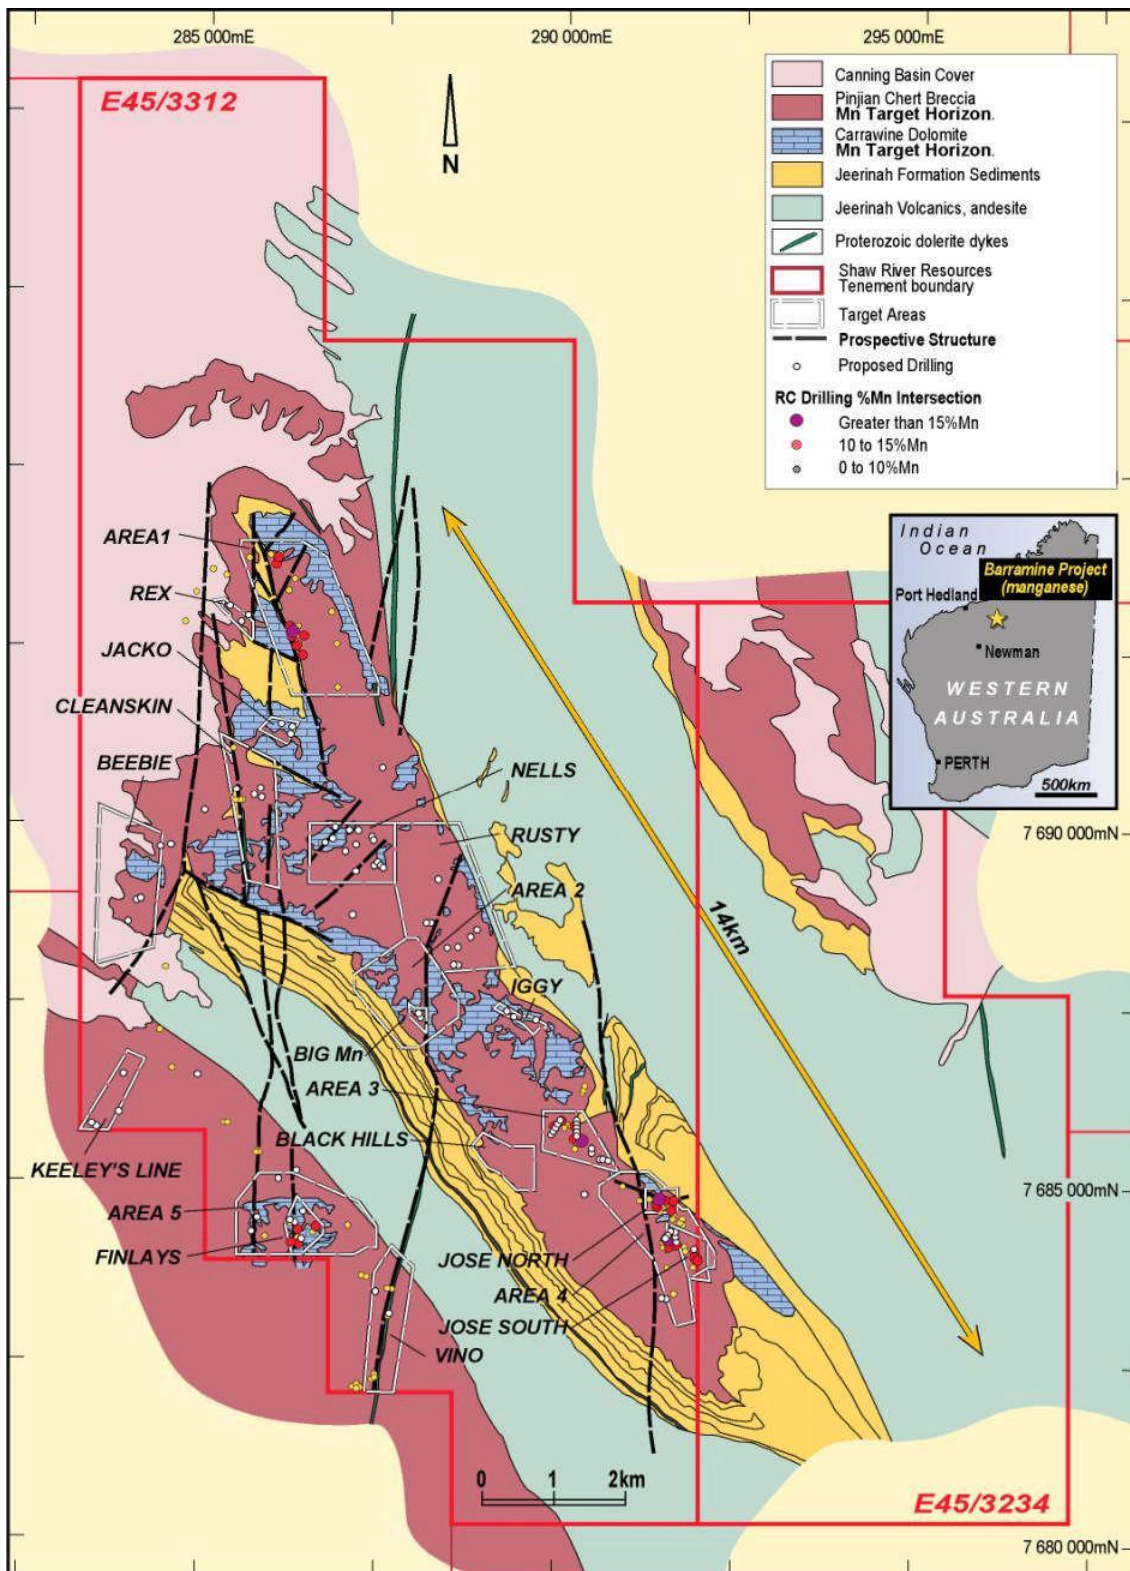 285 000mE
290 000mE
295 000mE
E45/3312
N
Canning Basin Cover
Pinjian Chert Breccia
Mn Target Horizon.
Carrawine Dolomite
Mn Target Horizon.
Jeerinah Formation Sediments
Jeerinah Volcanics, andesite
Proterozoic dolerite dykes
Shaw River Resources
Tenement boundary
Target Areas
Prospective Structure
Proposed Drilling
RC Drilling %Mn Intersection
Greater than 15%Mn
10 to 15%Mn
0 to 10%Mn
Indian
Ocean
Barramine Project
(manganese)
Port Hedland
Newman
WESTERN
AUSTRALIA
PERTH
500km
AREA1
REX
JACKO
CLEANSKIN
BEEBIE
NELLS
RUSTY
AREA 2
7 690 000mN
14km
IGGY
BIG Mn
AREA 3
BLACK HILLS
KEELEY'S LINE
AREA 5
FINLAYS
7 685 000mN
JOSE NORTH
AREA 4
JOSE SOUTH
VINO
0 1 2km
E45/3234
7 680 000mN